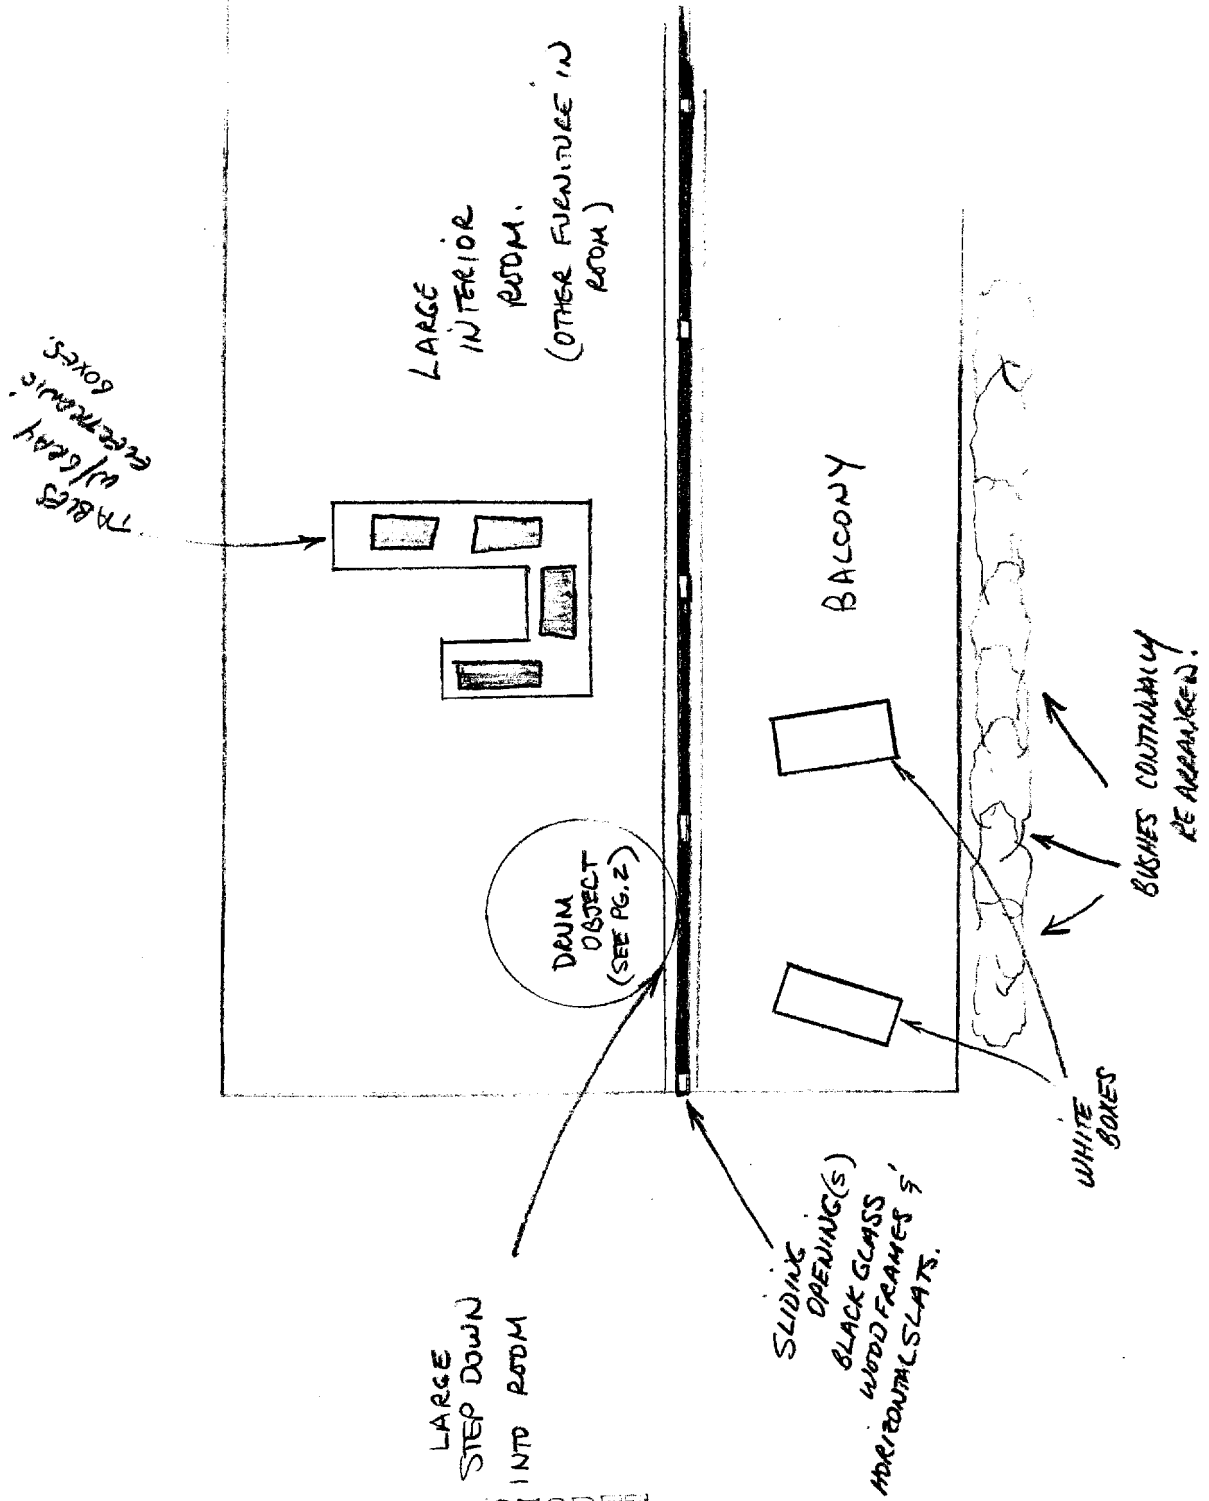 TABLES
W/GRAY
ELECTRONIC
BOXES.
LARGE
INTERIOR
ROOM.
(OTHER FURNITURE IN
ROOM)
DRUM
OBJECT
(SEE PG. 2)
BALCONY
LARGE
STEP DOWN
INTO ROOM
SLIDING
OPENING(S)
BLACK GLASS
WOOD FRAMES &
HORIZONTAL SLATS.
WHITE
BOXES
BUSHES CONTINUALLY
RE ARRANGED!